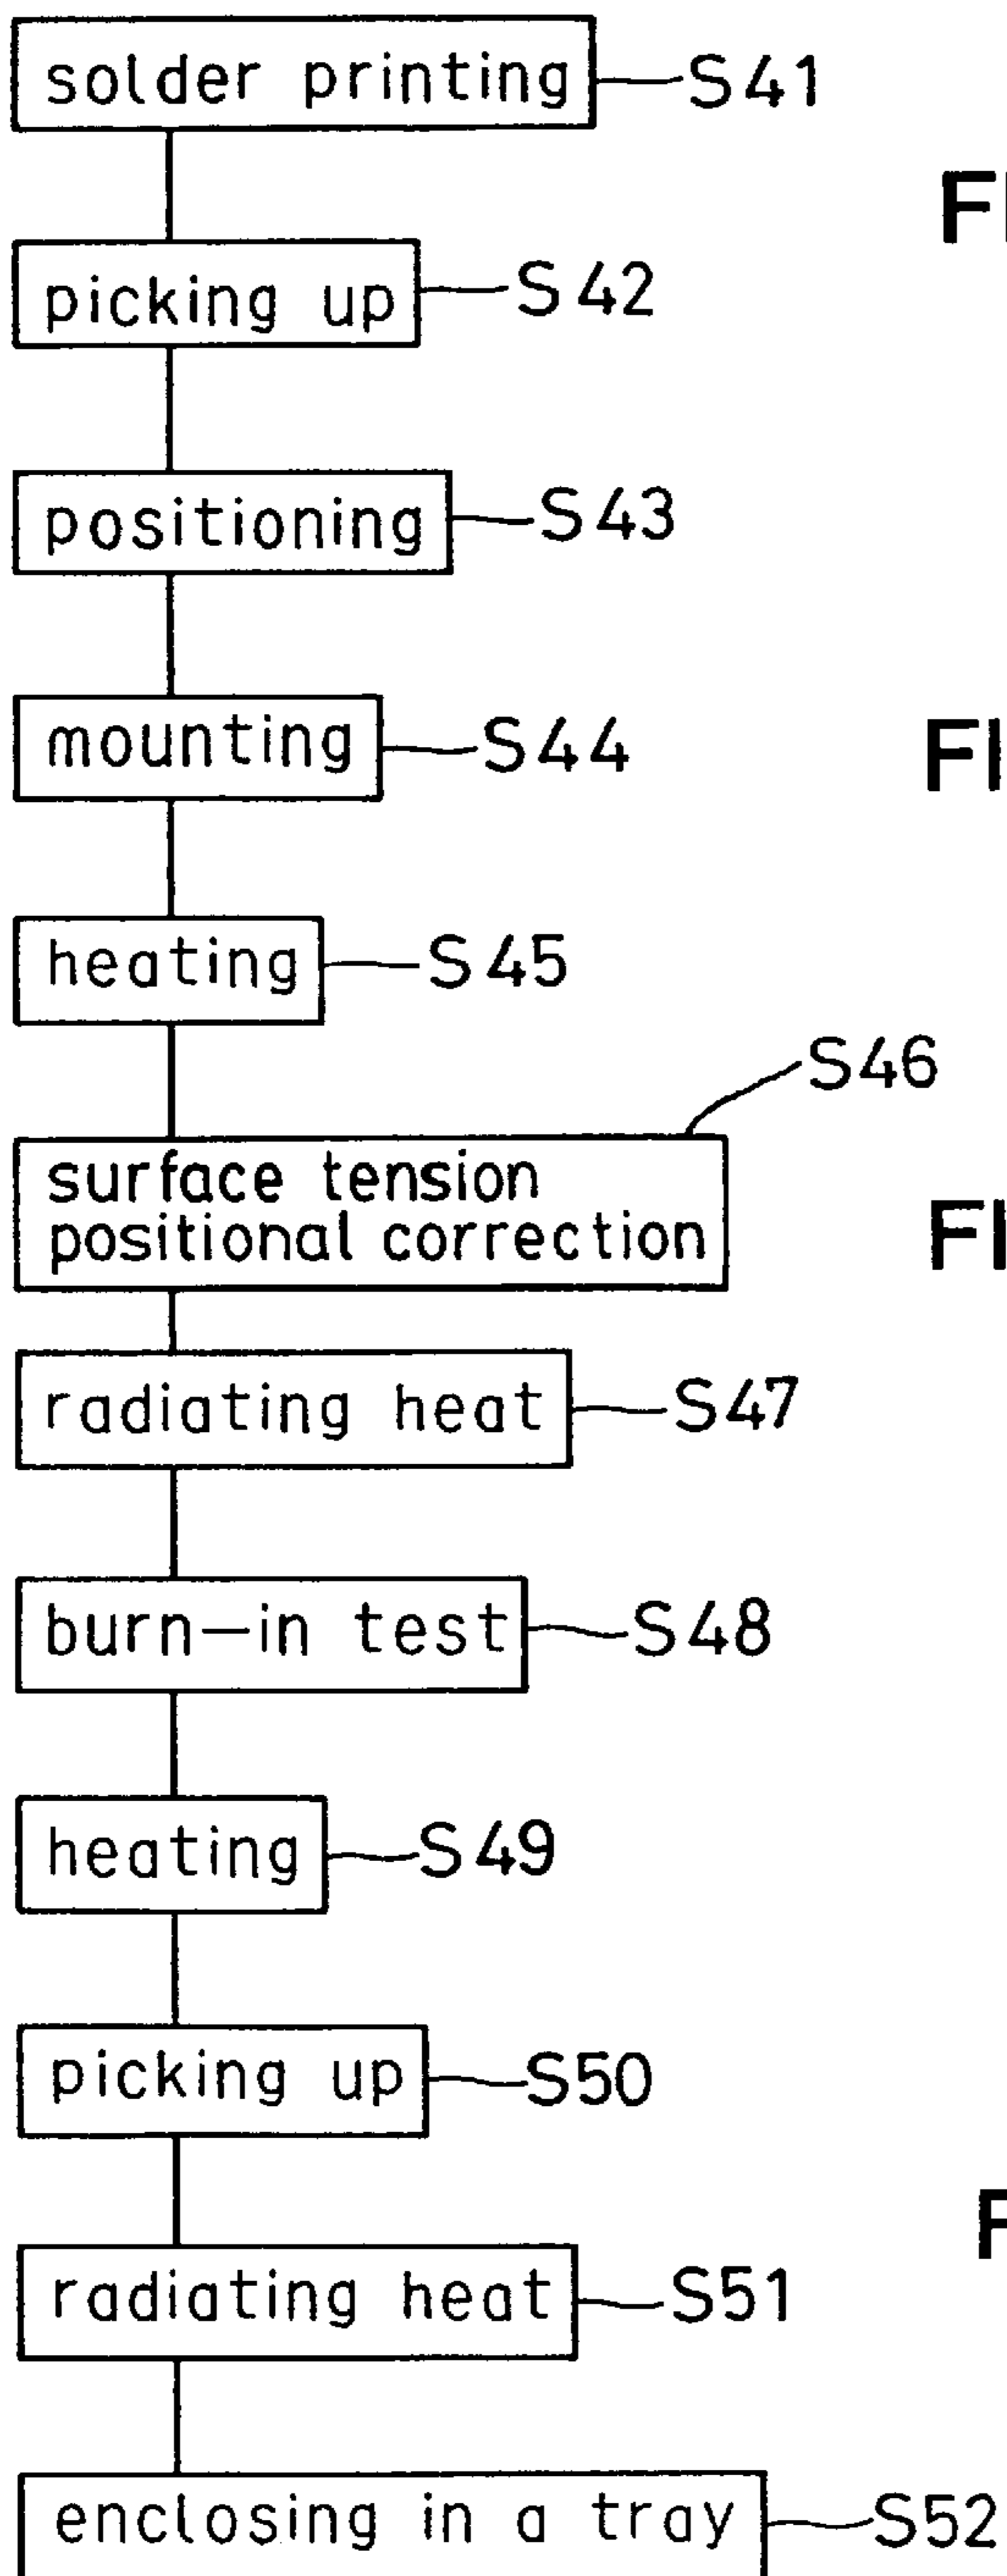 solder printing S41
picking up S42
positioning S43
mounting S44
heating S45
S46
surface tension
positional correction
radiating heat S47
burn-in test S48
heating S49
picking up S50
radiating heat S51
enclosing in a tray S52